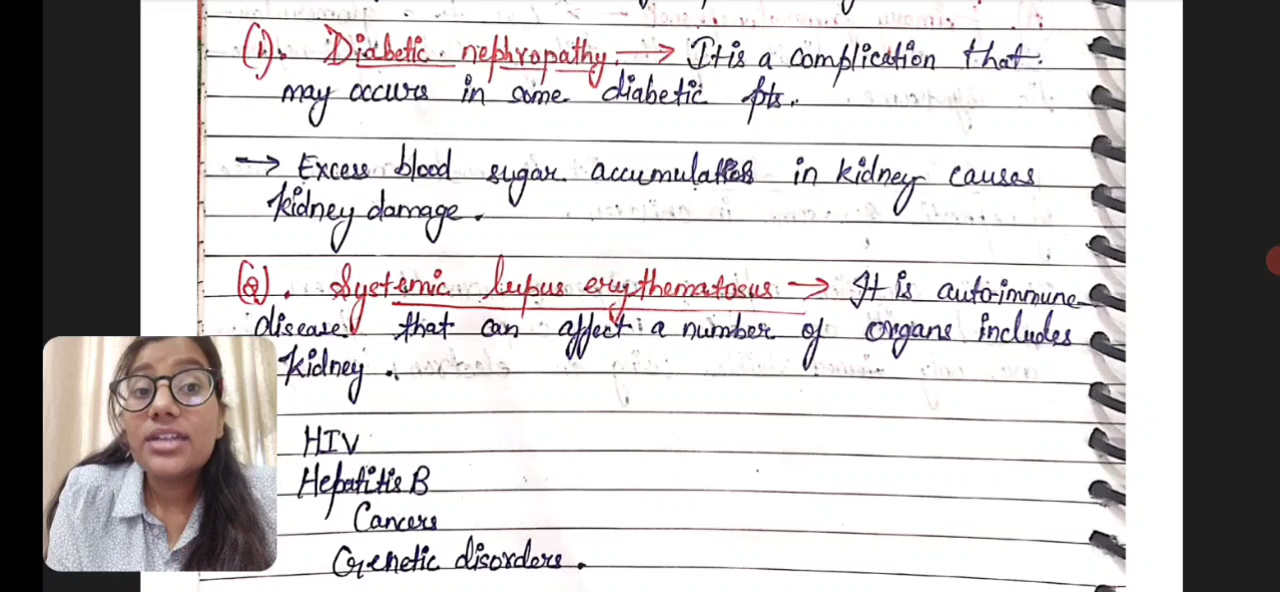 (1). Diabetic nephropathy. → It is a complication that
may occurs in some diabetic pts.
→ Excess blood sugar accumulates in kidney causes
kidney damage.
(2). Systemic lupus erythematosus → It is autoimmune
disease that can affect a number of organs includes
kidney.
HIV
Hepatitis B
Cancers
Genetic disorders.